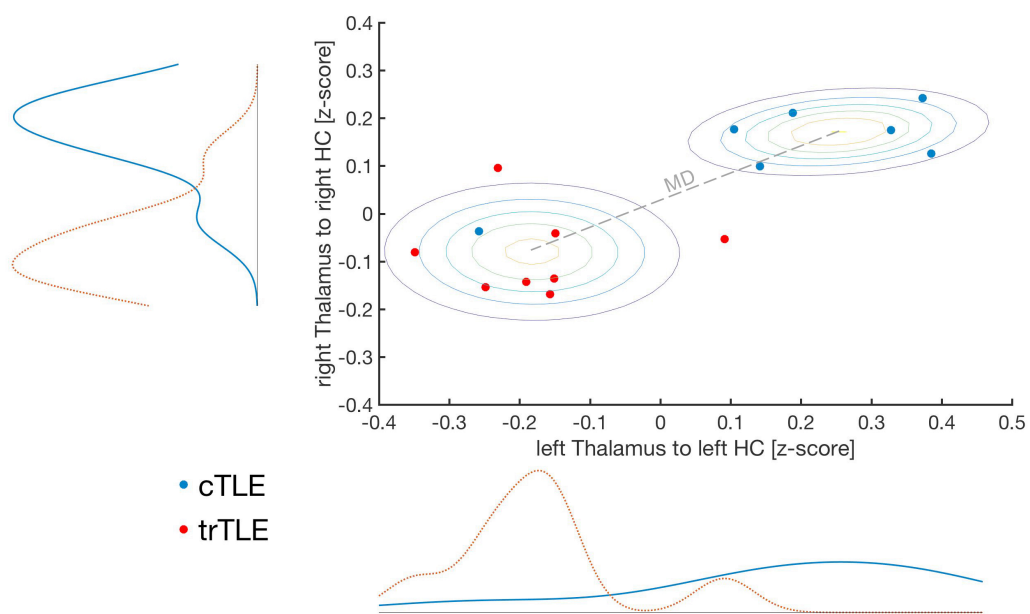 0.4
0.3
0.2
0.1
0
-0.1
-0.2
-0.3
-0.4
right Thalamus to right HC [z-score]
MD
-0.4 -0.3 -0.2 -0.1 0 0.1 0.2 0.3 0.4 0.5
left Thalamus to left HC [z-score]
cTLE
trTLE